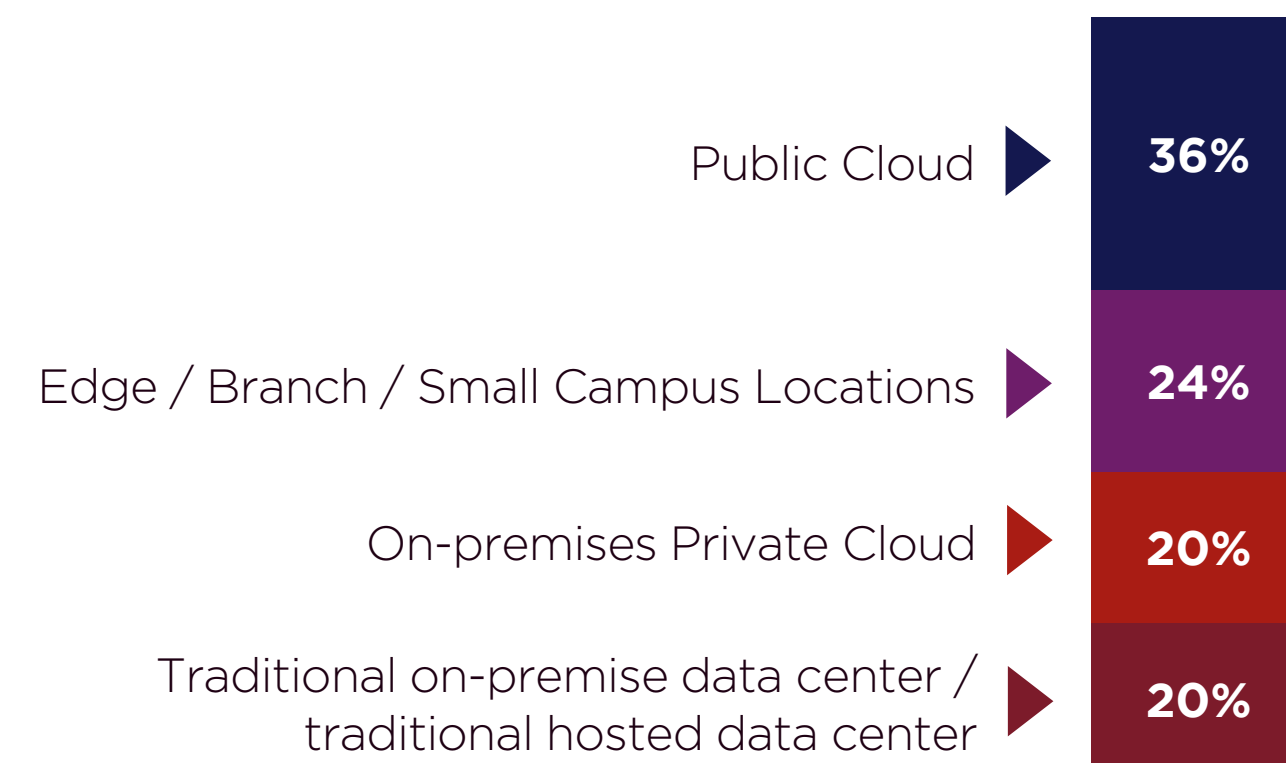 Public Cloud
36%
Edge / Branch / Small Campus Locations
24%
On-premises Private Cloud
20%
Traditional on-premise data center /
traditional hosted data center
20%